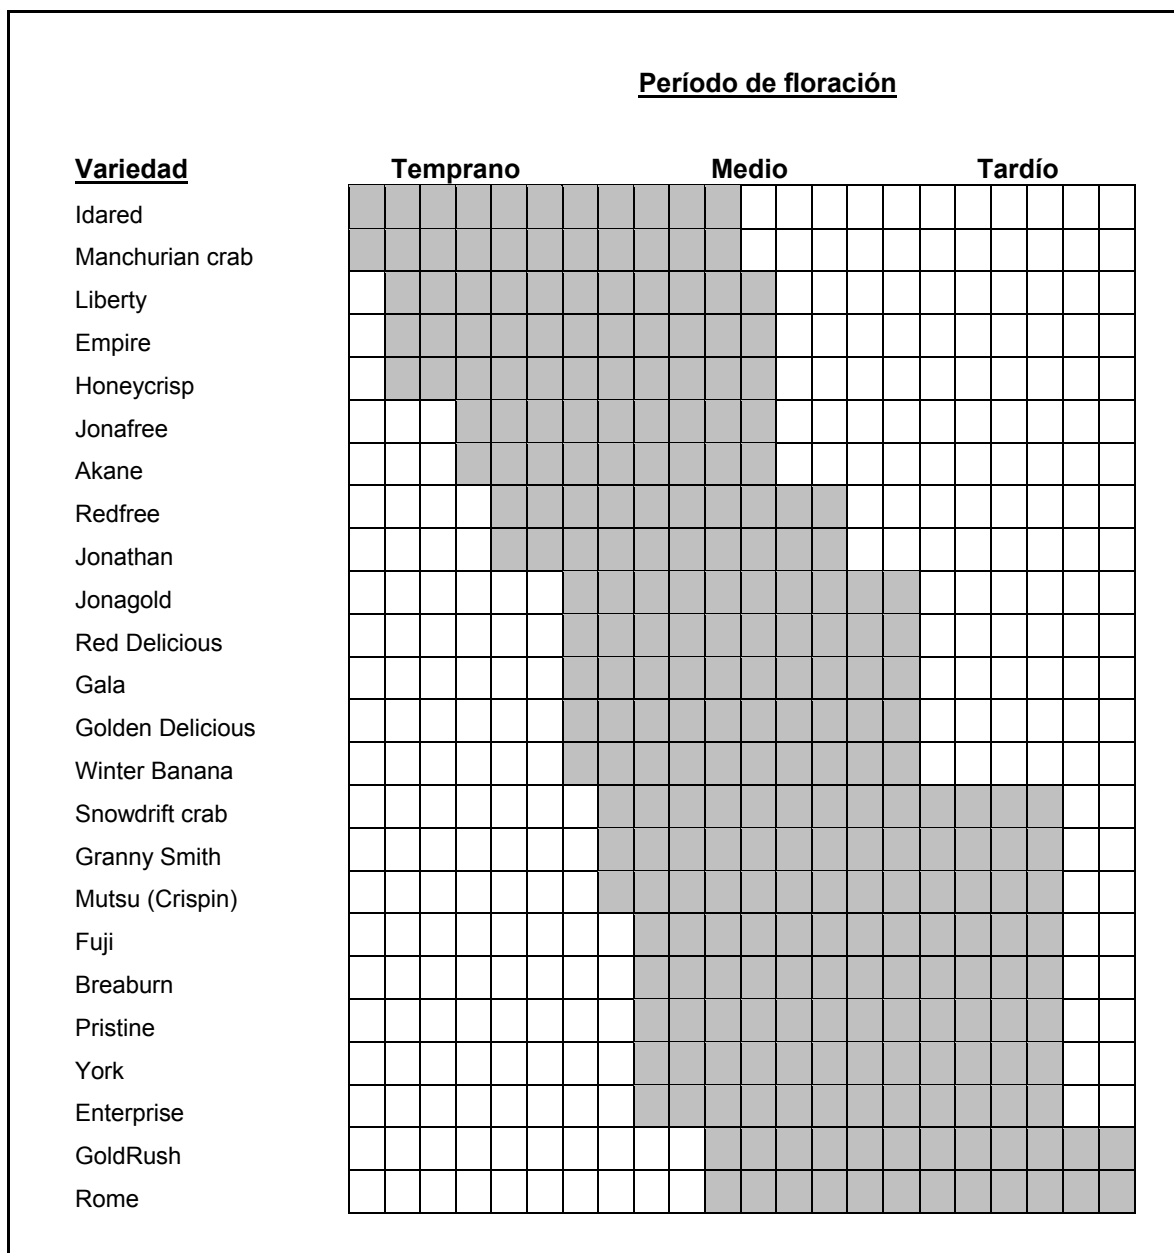 Período de floración
Variedad Temprano Medio Tardío
Idared
Manchurian crab
Liberty
Empire
Honeycrisp
Jonafree
Akane
Redfree
Jonathan
Jonagold
Red Delicious
Gala
Golden Delicious
Winter Banana
Snowdrift crab
Granny Smith
Mutsu (Crispin)
Fuji
Breaburn
Pristine
York
Enterprise
GoldRush
Rome